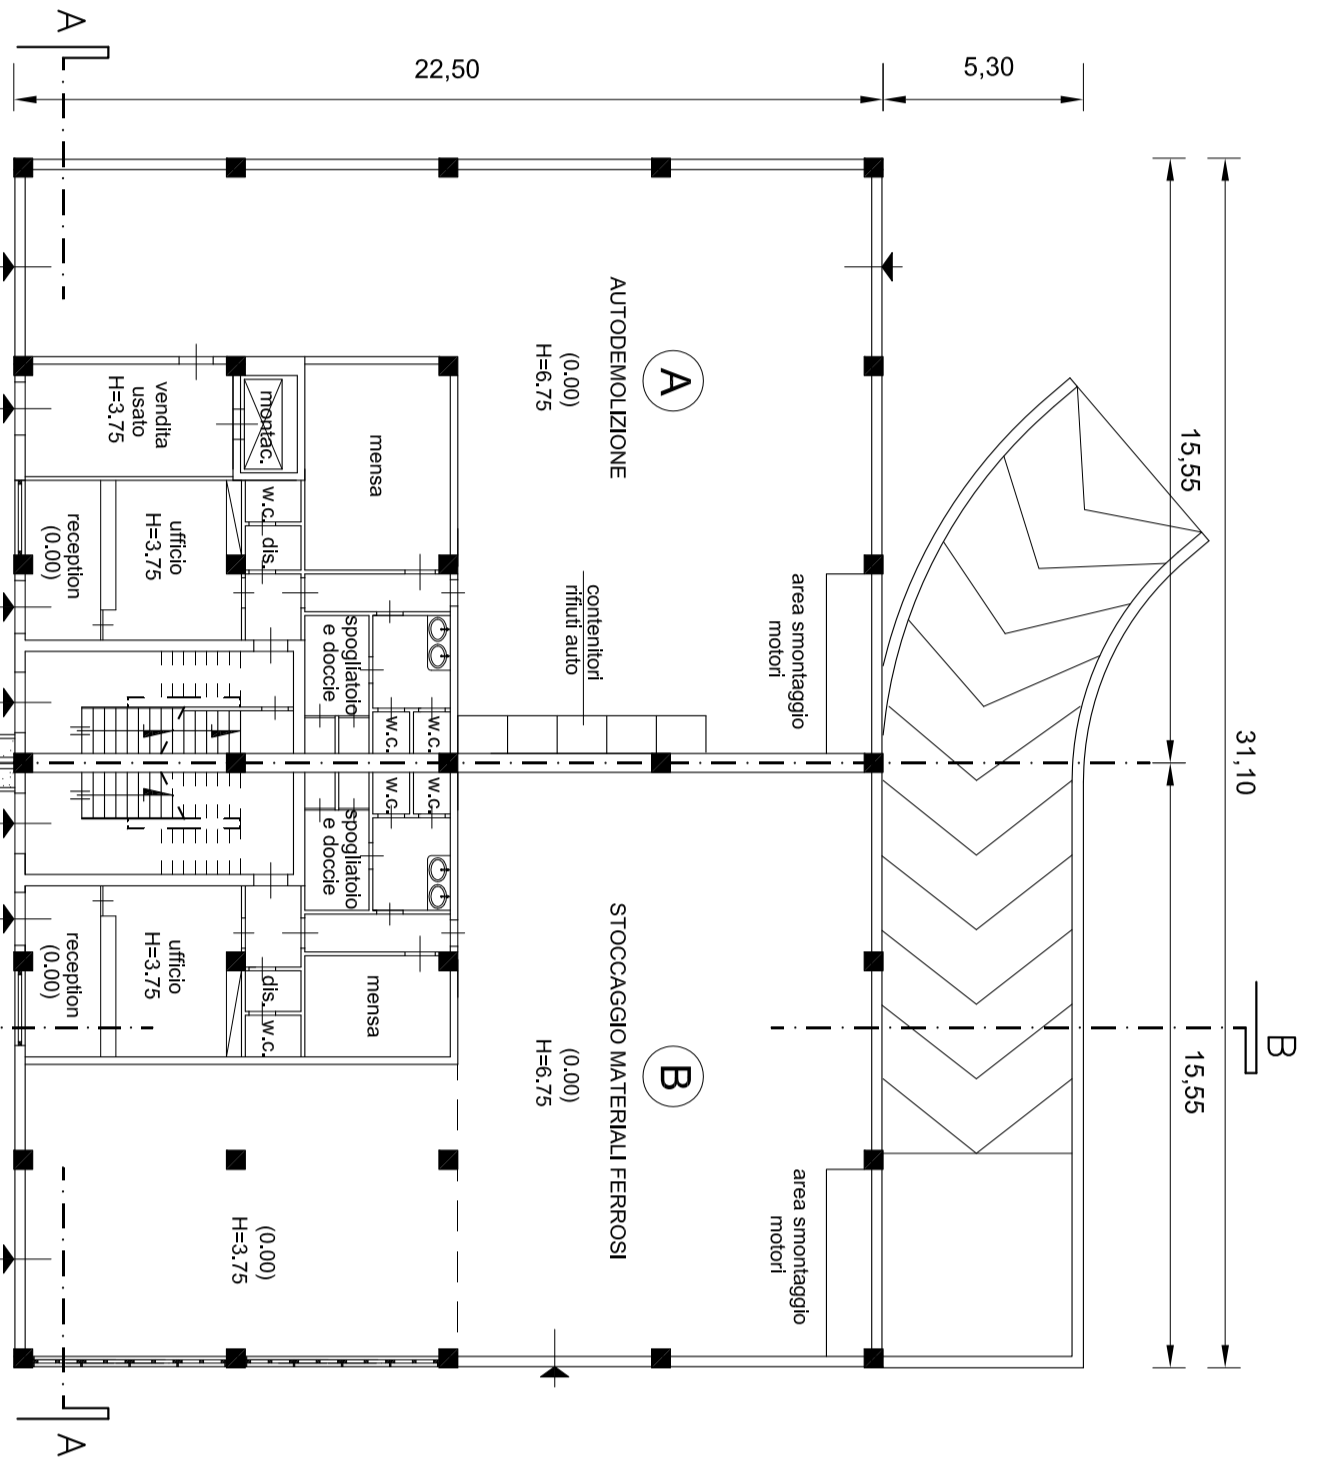 A
22,50
5,30
15,55
31,10
15,55
B
A
AUTODEMOLIZIONE
(0.00)
H=6.75
vendita
usato
H=3.75
montac.
mensa
w.c.
dis.
ufficio
H=3.75
reception
(0.00)
spogliatoio
e doccie
w.c.
w.c.
contenitori
rifiuti auto
area smontaggio
motori
w.c.
w.c.
spogliatoio
e doccie
ufficio
H=3.75
reception
(0.00)
dis.
w.c.
mensa
B
STOCCAGGIO MATERIALI FERROSI
(0.00)
H=6.75
area smontaggio
motori
(0.00)
H=3.75
A